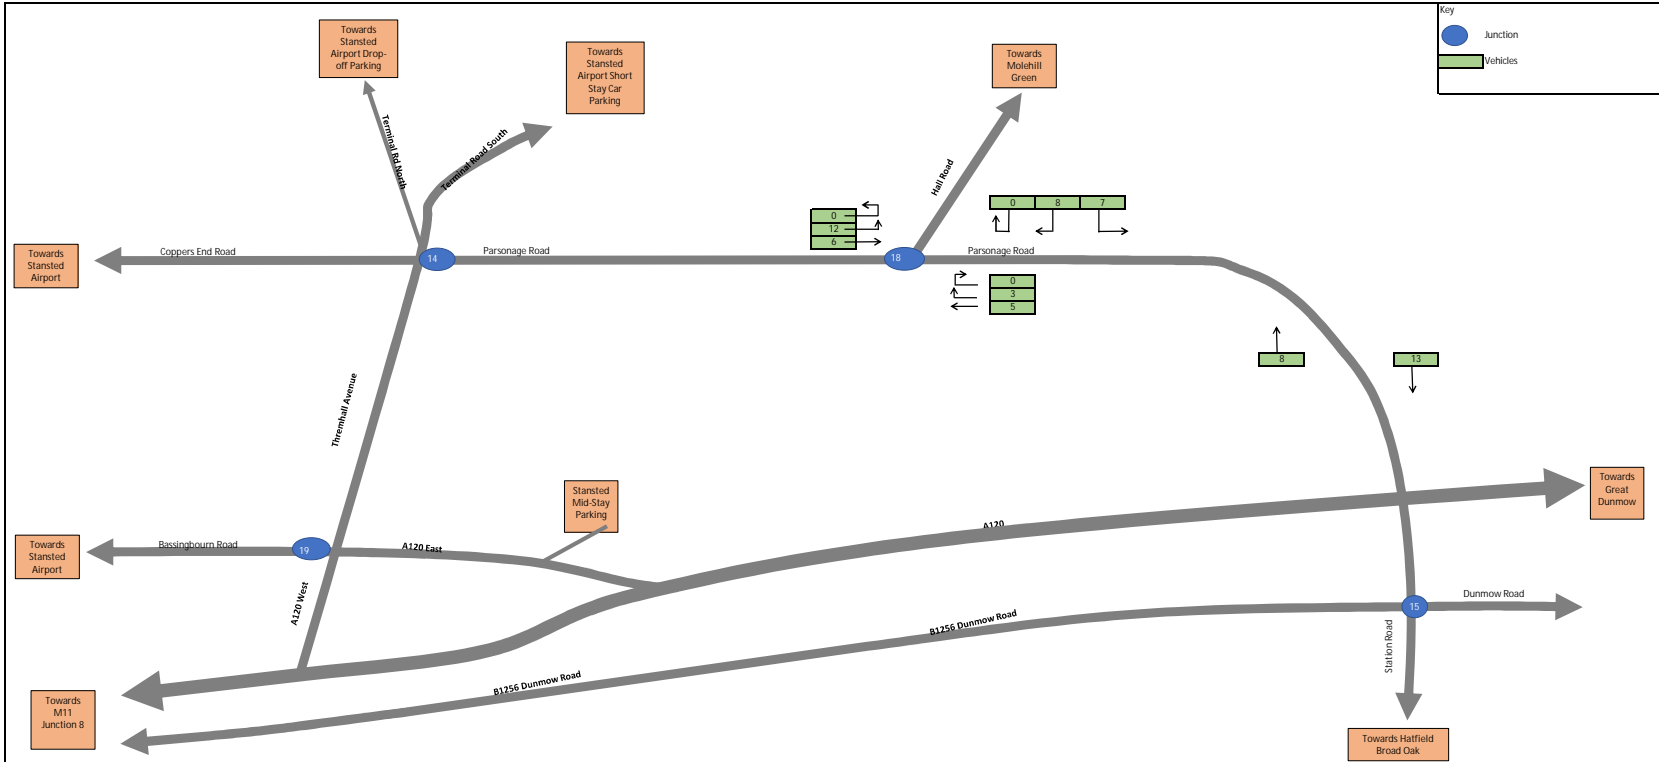 Key
Junction
Vehicles
Towards
Stansted
Airport Drop-
off Parking
Towards
Stansted
Airport Short
Stay Car
Parking
Towards
Molehill
Green
Terminal Rd North
Terminal Road South
Hall Road
0 8 7
0
12
6
Towards
Stansted
Airport
Coppers End Road
14
Parsonage Road
18
Parsonage Road
0
3
5
8
13
Thremhall Avenue
Towards
Great
Dunmow
Stansted
Mid-Stay
Parking
A120
Towards
Stansted
Airport
Bassingbourn Road
19
A120 East
A120 West
Dunmow Road
15
B1256 Dunmow Road
Station Road
B1256 Dunmow Road
Towards
M11
Junction 8
Towards Hatfield
Broad Oak